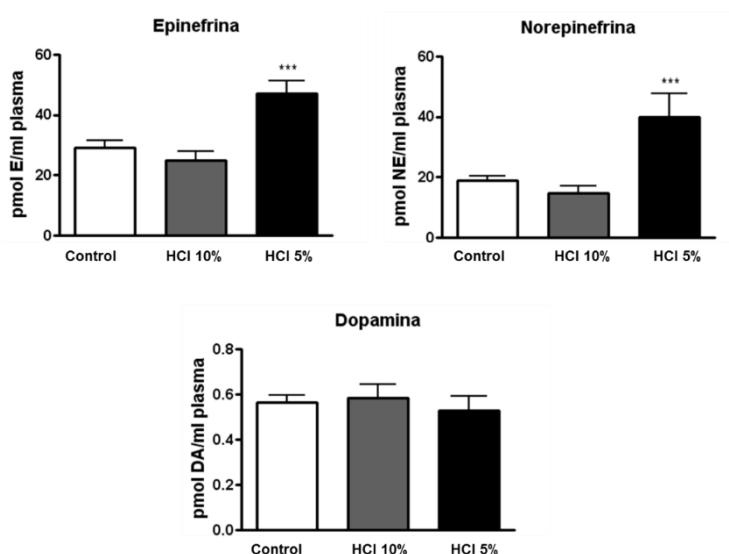 Epinefrina
pmol E/ml plasma
60
40
20
0
***
Control HCl 10% HCl 5%
Norepinefrina
pmol NE/ml plasma
60
40
20
0
***
Control HCl 10% HCl 5%
Dopamina
pmol DA/ml plasma
0.8
0.6
0.4
0.2
0.0
Control HCl 10% HCl 5%